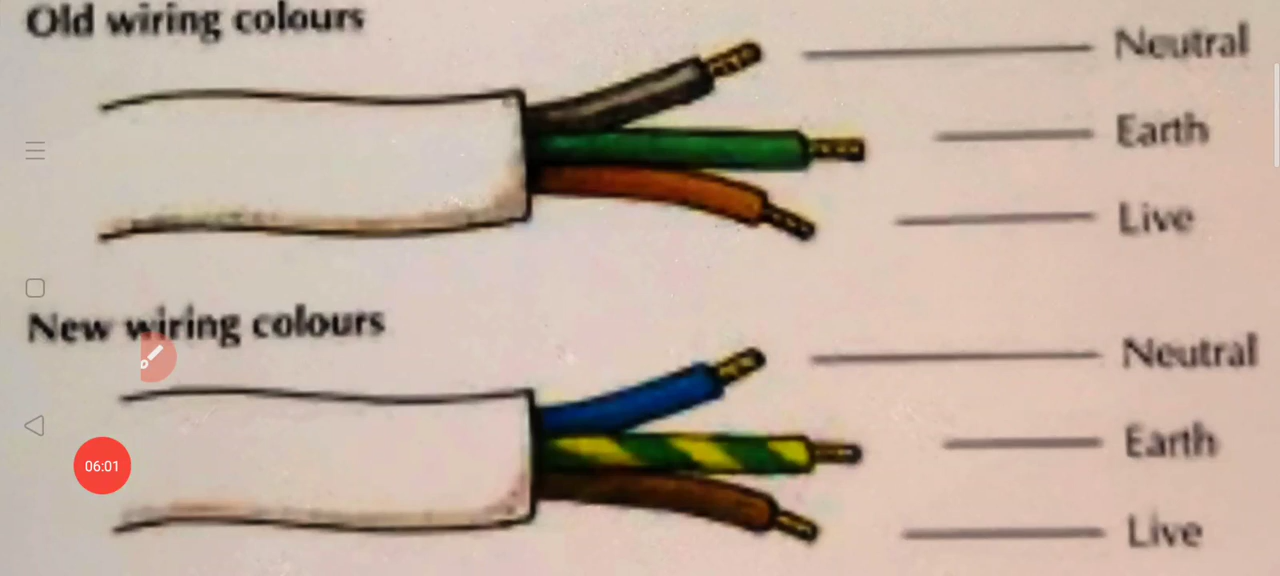 Old wiring colours
Neutral
Earth
Live
New wiring colours
Neutral
Earth
Live
06:01